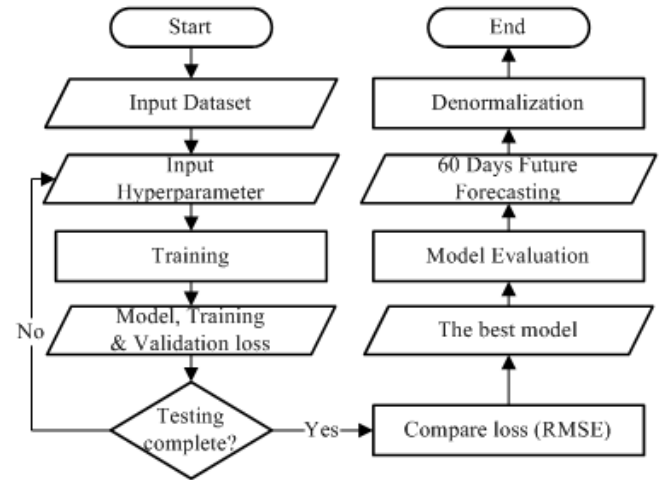 Start
Input Dataset
Input
Hyperparameter
Training
Model, Training
& Validation loss
No
Testing
complete?
Yes
Compare loss (RMSE)
The best model
Model Evaluation
60 Days Future
Forecasting
Denormalization
End